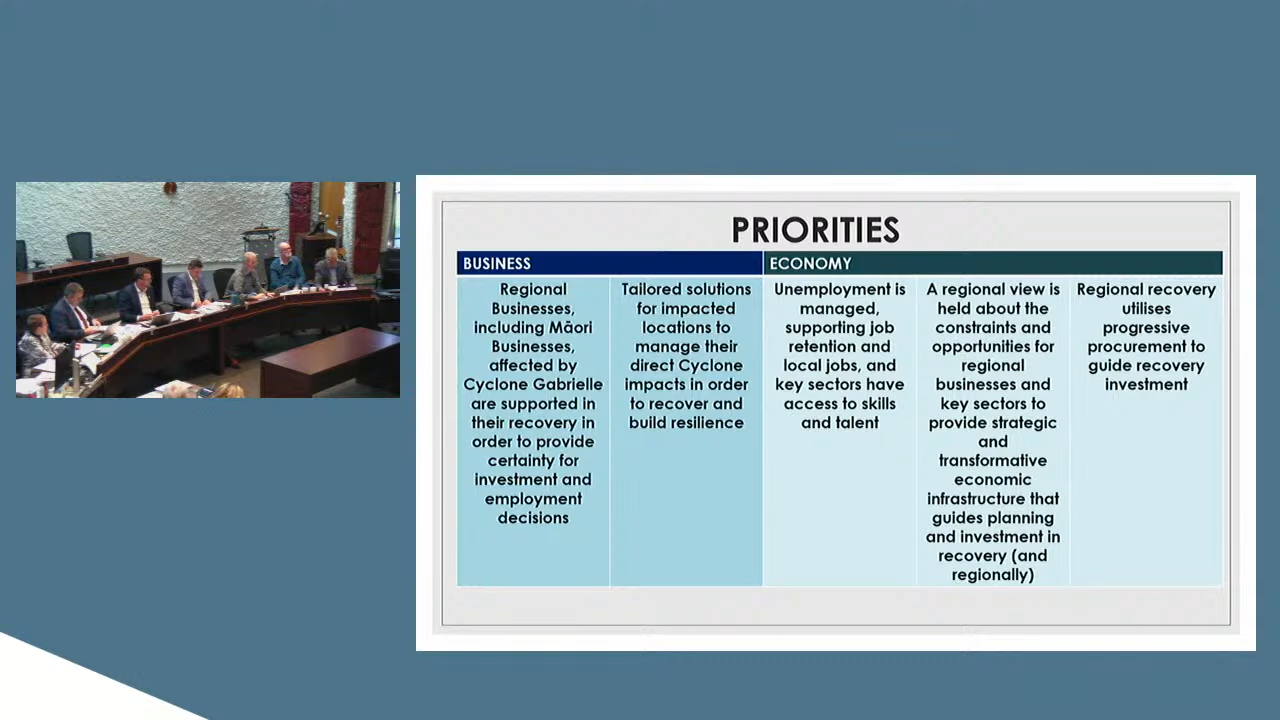 PRIORITIES
BUSINESS
ECONOMY
Regional
Businesses,
including Māori
Businesses,
affected by
Cyclone Gabrielle
are supported in
their recovery in
order to provide
certainty for
investment and
employment
decisions
Tailored solutions
for impacted
locations to
manage their
direct Cyclone
impacts in order
to recover and
build resilience
Unemployment is
managed,
supporting job
retention and
local jobs, and
key sectors have
access to skills
and talent
A regional view is
held about the
constraints and
opportunities for
regional
businesses and
key sectors to
provide strategic
and
transformative
economic
infrastructure that
guides planning
and investment in
recovery (and
regionally)
Regional recovery
utilises
progressive
procurement to
guide recovery
investment